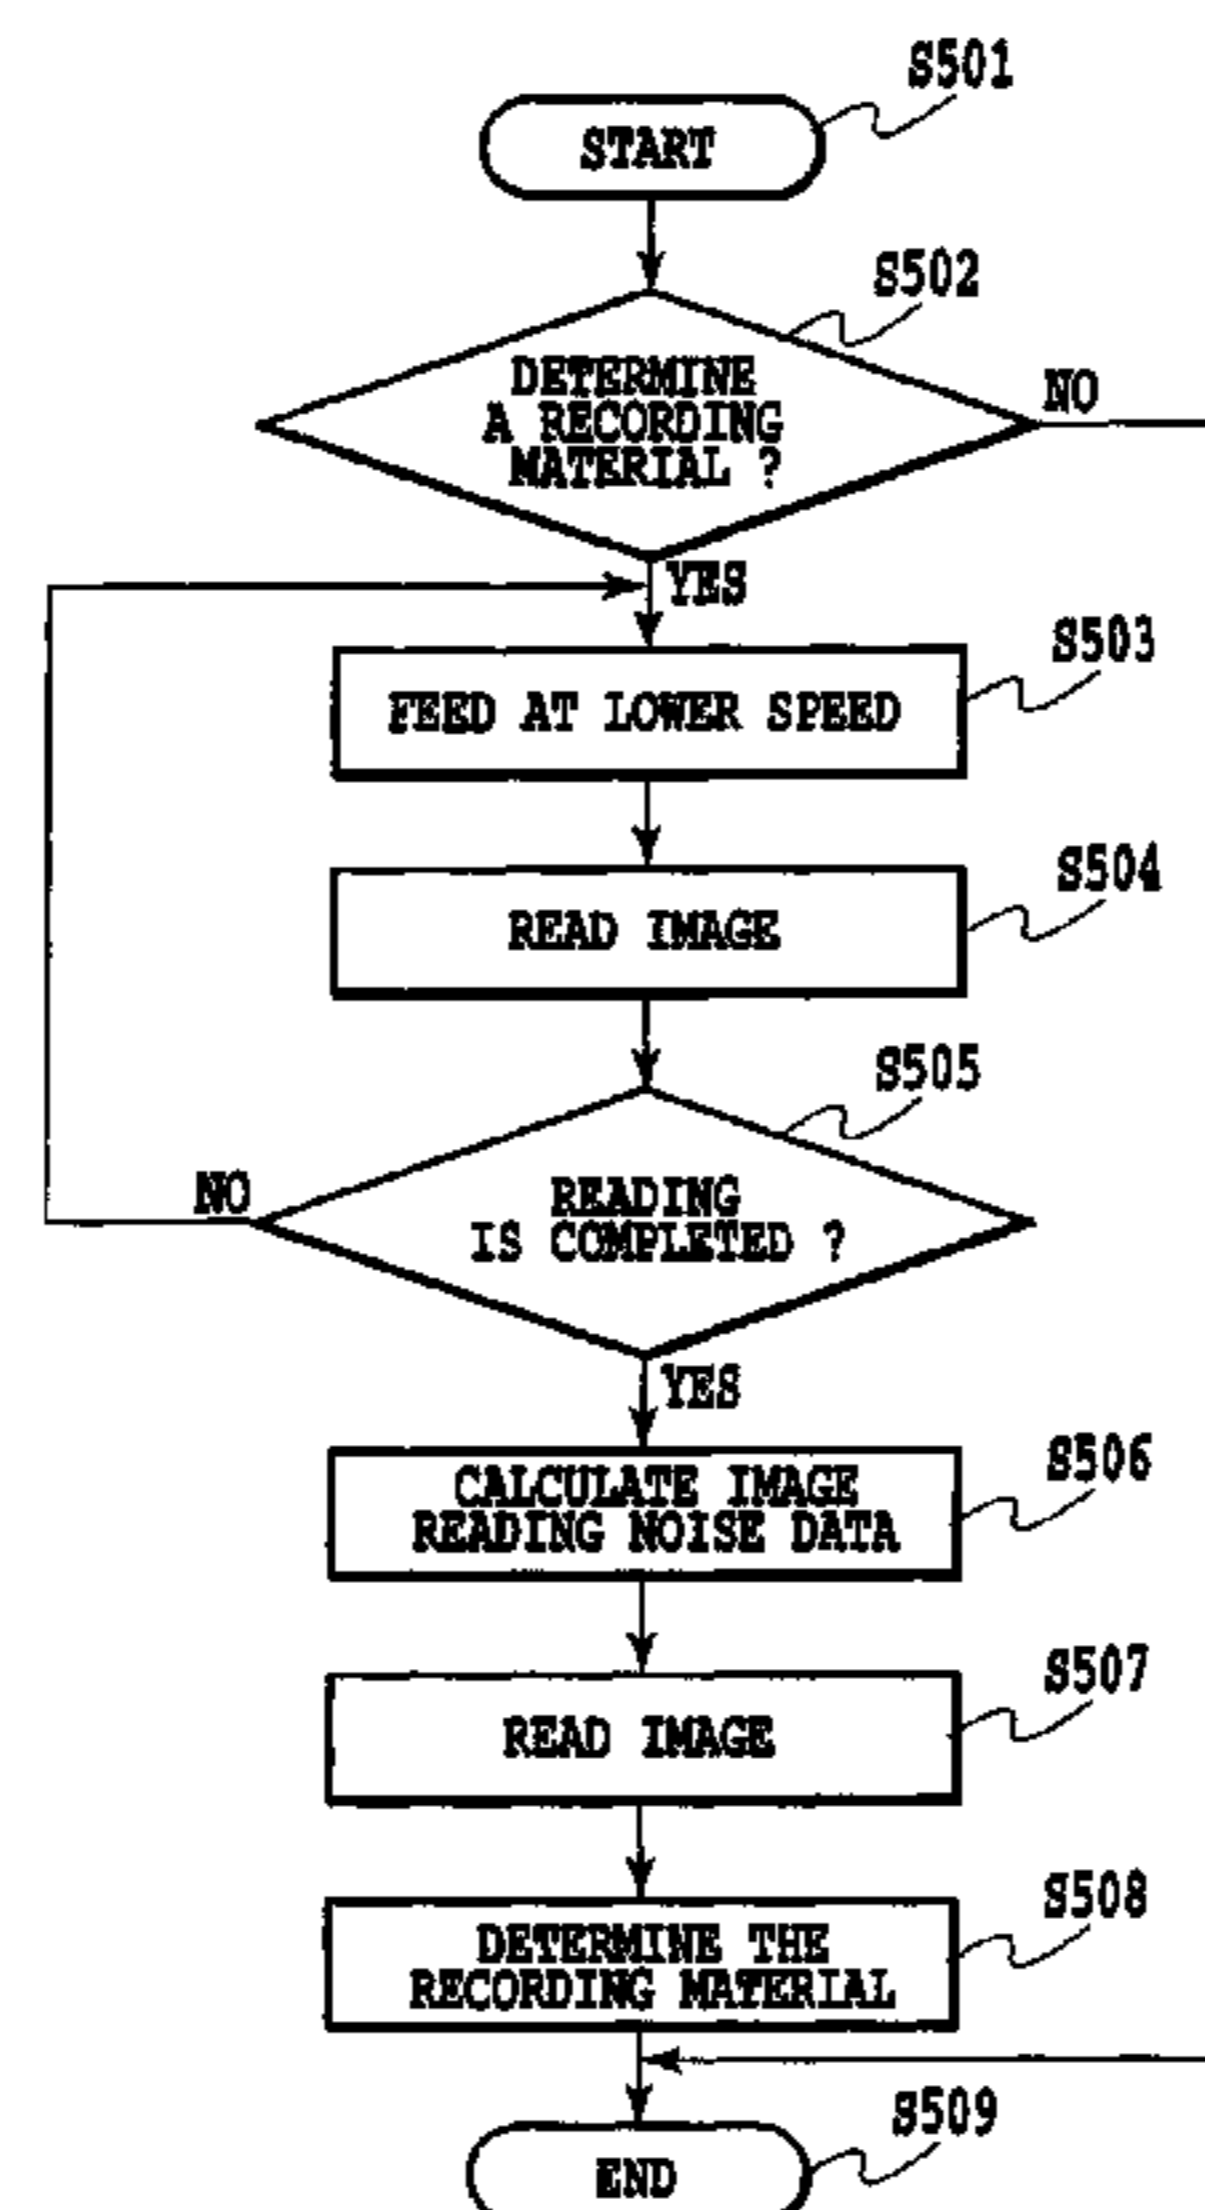 S501
START
S502
DETERMINE
A RECORDING
MATERIAL ?
NO
YES
S503
FEED AT LOWER SPEED
S504
READ IMAGE
S505
READING
IS COMPLETED ?
NO
YES
S506
CALCULATE IMAGE
READING NOISE DATA
S507
READ IMAGE
S508
DETERMINE THE
RECORDING MATERIAL
S509
END